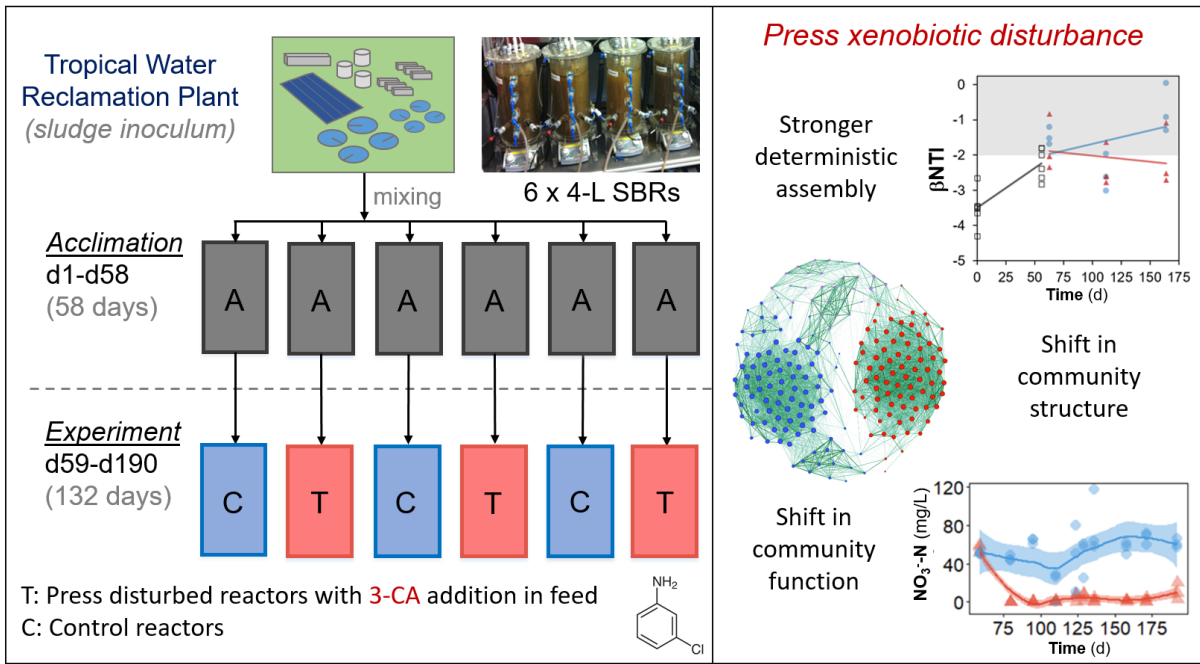 Tropical Water
Reclamation Plant
(sludge inoculum)
6 x 4-L SBRs
mixing
Acclimation
d1-d58
(58 days)
A A A A A A
Experiment
d59-d190
(132 days)
C T C T C T
T: Press disturbed reactors with 3-CA addition in feed
C: Control reactors
NH₂
Cl
Press xenobiotic disturbance
Stronger
deterministic
assembly
βNTI
0
-1
-2
-3
-4
-5
0 25 50 75 100 125 150 175
Time (d)
Shift in
community
structure
Shift in
community
function
NO₃⁻-N (mg/L)
120
80
40
0
75 100 125 150 175
Time (d)